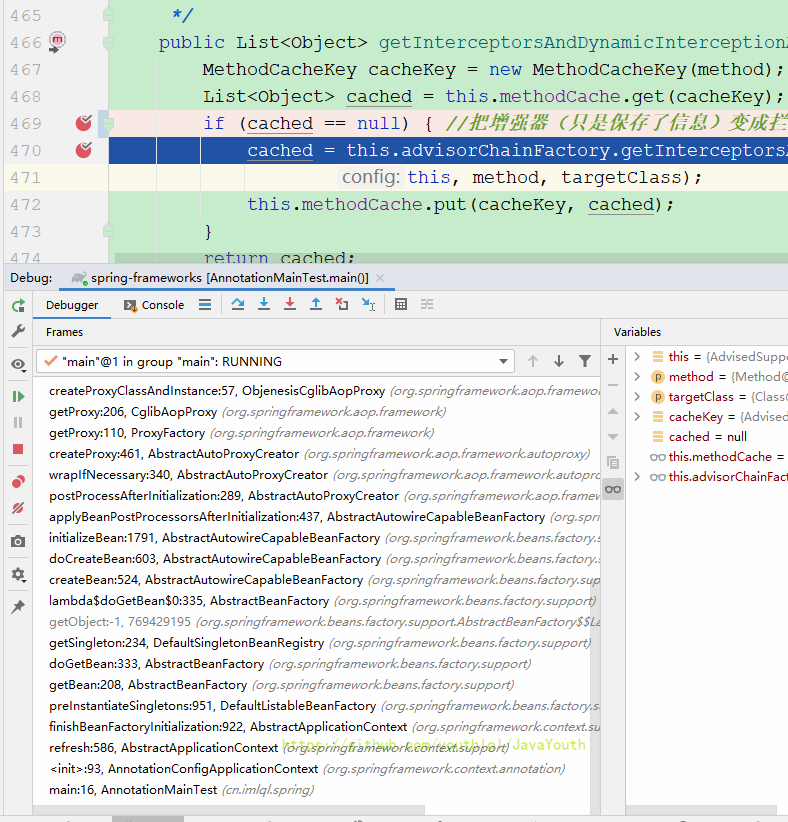 465 */
466 public List<Object> getInterceptorsAndDynamicInterception
467 MethodCacheKey cacheKey = new MethodCacheKey(method);
468 List<Object> cached = this.methodCache.get(cacheKey);
469 if (cached == null) { //把增强器（只是保存了信息）变成拦
470 cached = this.advisorChainFactory.getInterceptors
471 config: this, method, targetClass);
472 this.methodCache.put(cacheKey, cached);
473 }
474 return cached;
Debug: spring-frameworks [AnnotationMainTest.main()] ×
Debugger Console
Frames Variables
"main"@1 in group "main": RUNNING
createProxyClassAndInstance:57, ObjenesisCglibAopProxy (org.springframework.aop.framewor
getProxy:206, CglibAopProxy (org.springframework.aop.framework)
getProxy:110, ProxyFactory (org.springframework.aop.framework)
createProxy:461, AbstractAutoProxyCreator (org.springframework.aop.framework.autoproxy)
wrapIfNecessary:340, AbstractAutoProxyCreator (org.springframework.aop.framework.autopro
postProcessAfterInitialization:289, AbstractAutoProxyCreator (org.springframework.aop.frame
applyBeanPostProcessorsAfterInitialization:437, AbstractAutowireCapableBeanFactory (org.spri
initializeBean:1791, AbstractAutowireCapableBeanFactory (org.springframework.beans.factory.
doCreateBean:603, AbstractAutowireCapableBeanFactory (org.springframework.beans.factory.
createBean:524, AbstractAutowireCapableBeanFactory (org.springframework.beans.factory.sup
lambda$doGetBean$0:335, AbstractBeanFactory (org.springframework.beans.factory.support)
getObject:-1, 769429195 (org.springframework.beans.factory.support.AbstractBeanFactory$$La
getSingleton:234, DefaultSingletonBeanRegistry (org.springframework.beans.factory.support)
doGetBean:333, AbstractBeanFactory (org.springframework.beans.factory.support)
getBean:208, AbstractBeanFactory (org.springframework.beans.factory.support)
preInstantiateSingletons:951, DefaultListableBeanFactory (org.springframework.beans.factory.s
finishBeanFactoryInitialization:922, AbstractApplicationContext (org.springframework.context.su
refresh:586, AbstractApplicationContext (org.springframework.context.support)
https://github.com/youthlql/JavaYouth
<init>:93, AnnotationConfigApplicationContext (org.springframework.context.annotation)
main:16, AnnotationMainTest (cn.imlql.spring)
this = {AdvisedSuppo
method = {Method@
targetClass = {Class@
cacheKey = {Advised
cached = null
this.methodCache =
this.advisorChainFact